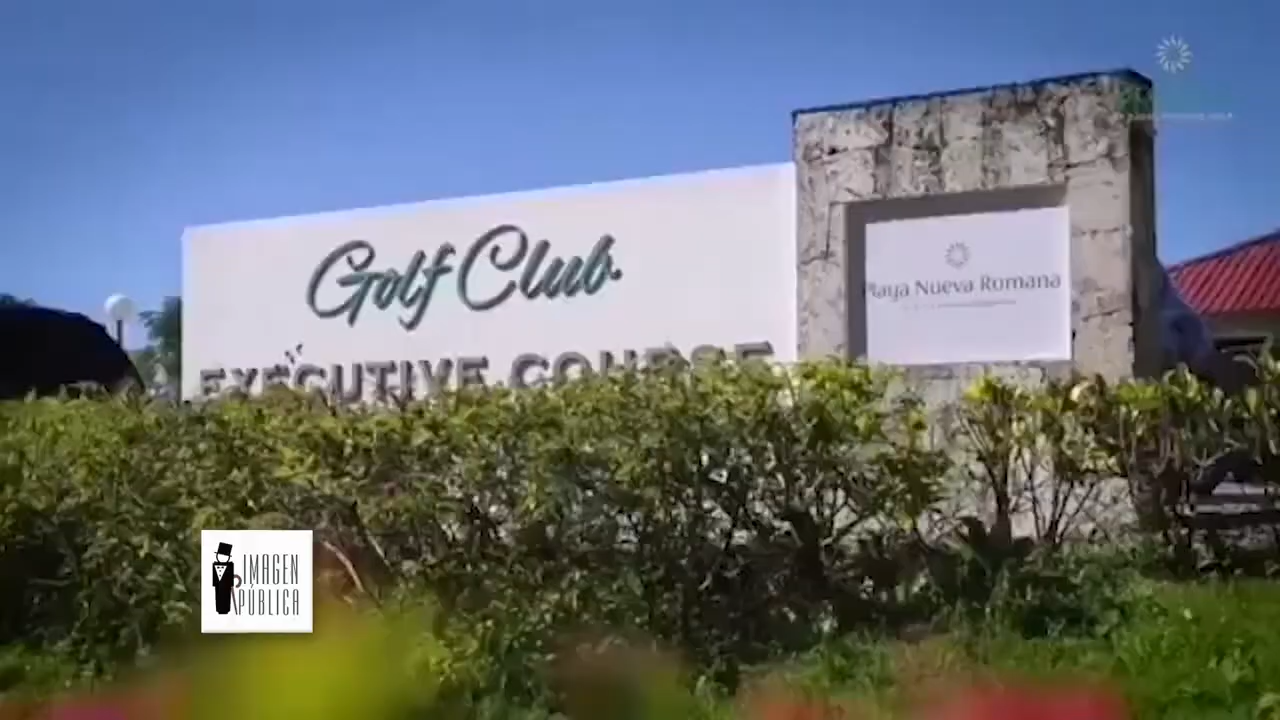 Golf Club
EXECUTIVE COURSE
Playa Nueva Romana
IMAGEN
PÚBLICA